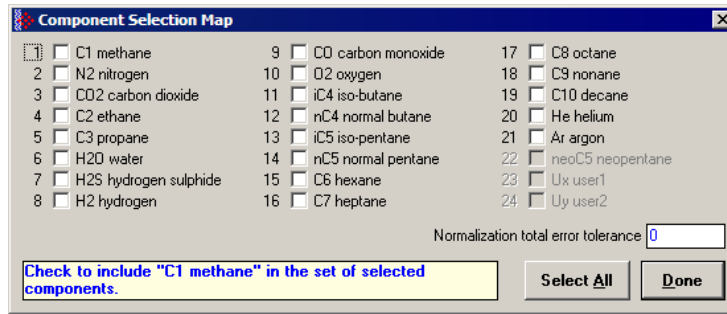 Component Selection Map
1 C1 methane
2 N2 nitrogen
3 CO2 carbon dioxide
4 C2 ethane
5 C3 propane
6 H2O water
7 H2S hydrogen sulphide
8 H2 hydrogen
9 CO carbon monoxide
10 O2 oxygen
11 iC4 iso-butane
12 nC4 normal butane
13 iC5 iso-pentane
14 nC5 normal pentane
15 C6 hexane
16 C7 heptane
17 C8 octane
18 C9 nonane
19 C10 decane
20 He helium
21 Ar argon
22 neoC5 neopentane
23 Ux user1
24 Uy user2
Normalization total error tolerance 0
Check to include "C1 methane" in the set of selected
components.
Select All
Done